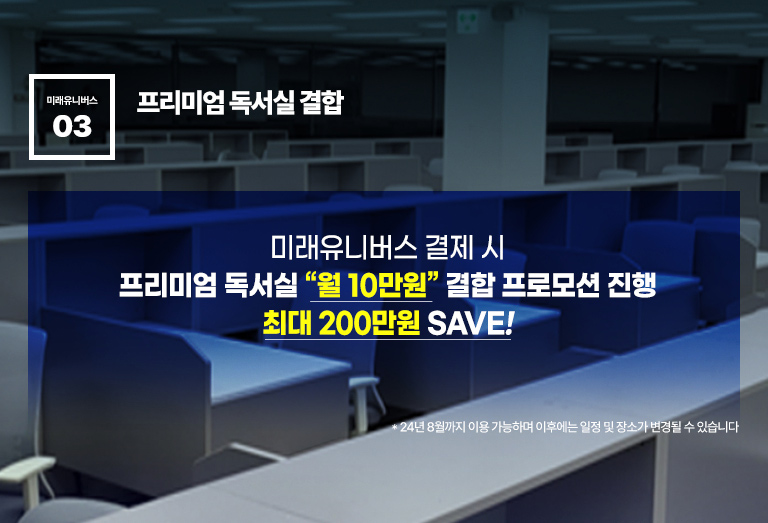 미래유니버스
03
프리미엄 독서실 결합
미래유니버스 결제 시
프리미엄 독서실 “월 10만원” 결합 프로모션 진행
최대 200만원 SAVE!
* 24년 8월까지 이용 가능하며 이후에는 일정 및 장소가 변경될 수 있습니다